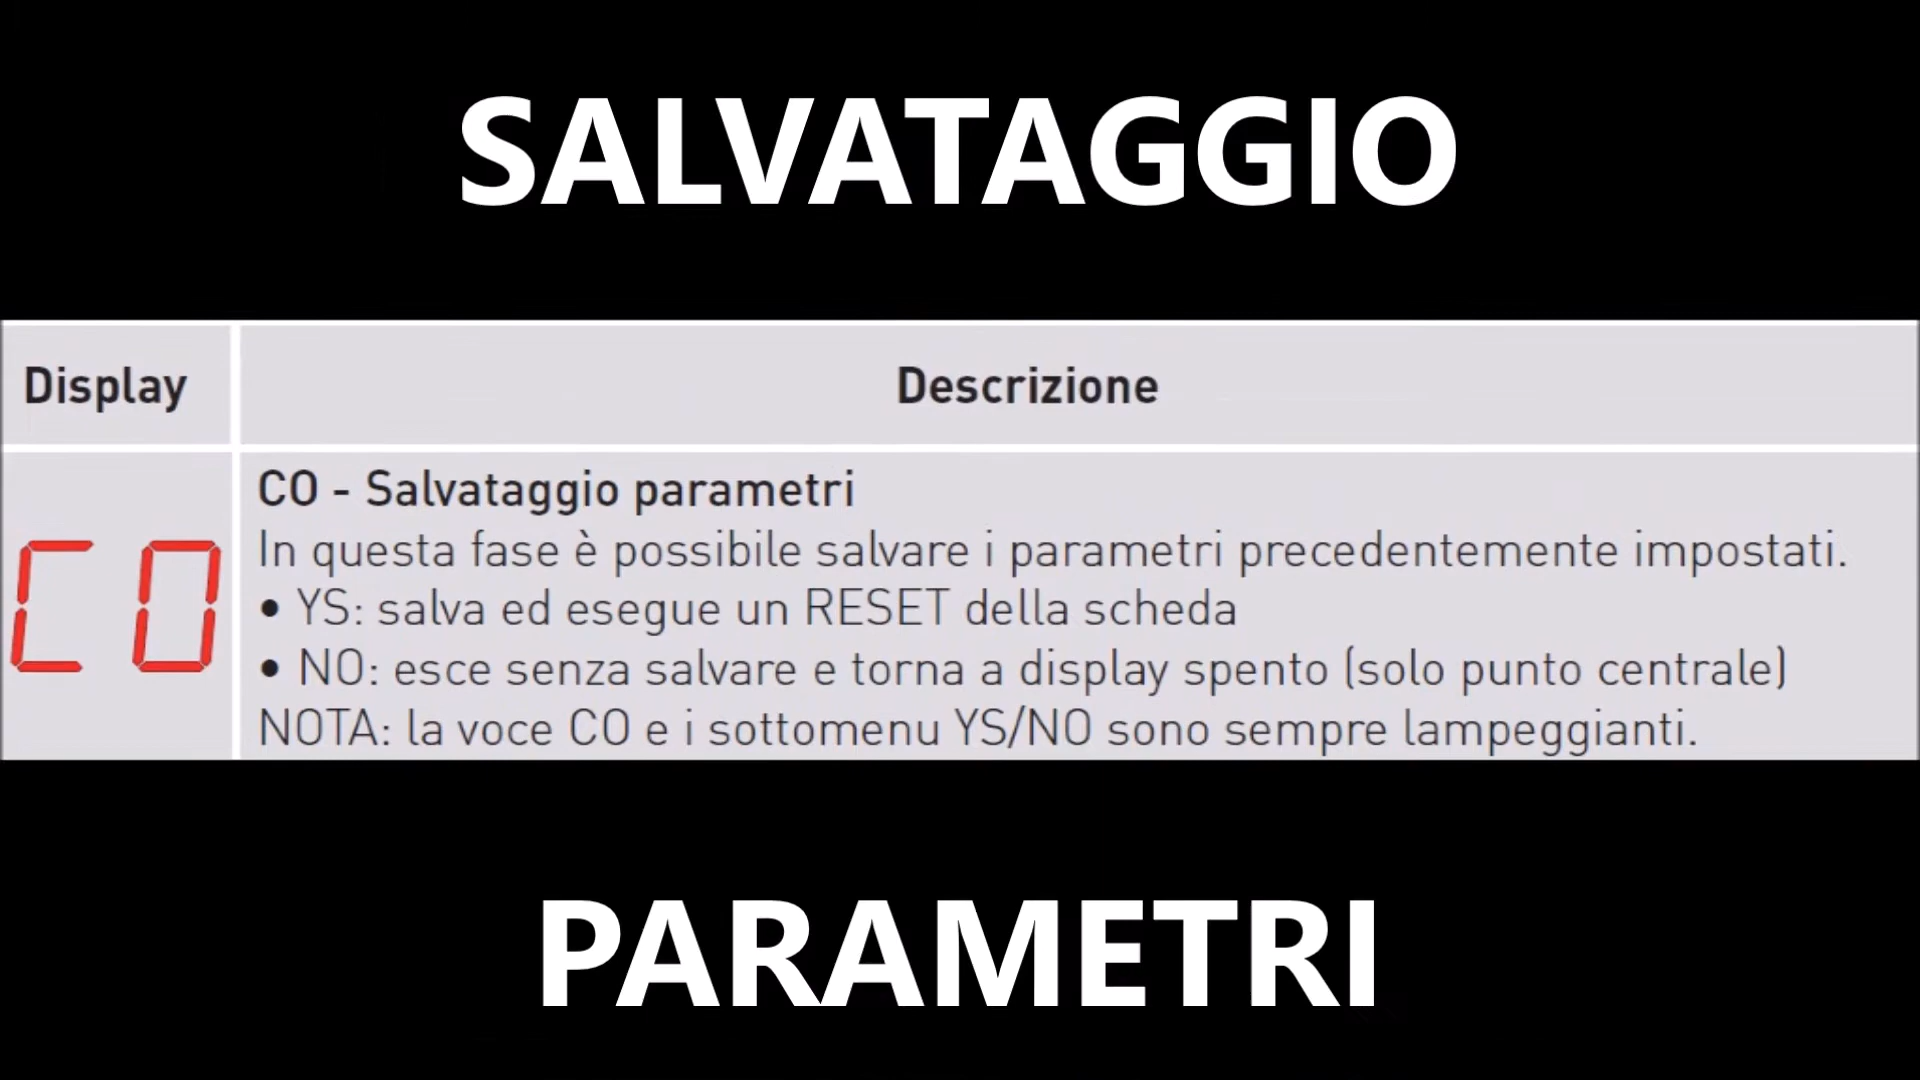 SALVATAGGIO
Display
Descrizione
CO
CO - Salvataggio parametri
In questa fase è possibile salvare i parametri precedentemente impostati.
• YS: salva ed esegue un RESET della scheda
• NO: esce senza salvare e torna a display spento (solo punto centrale)
NOTA: la voce CO e i sottomenu YS/NO sono sempre lampeggianti.
PARAMETRI